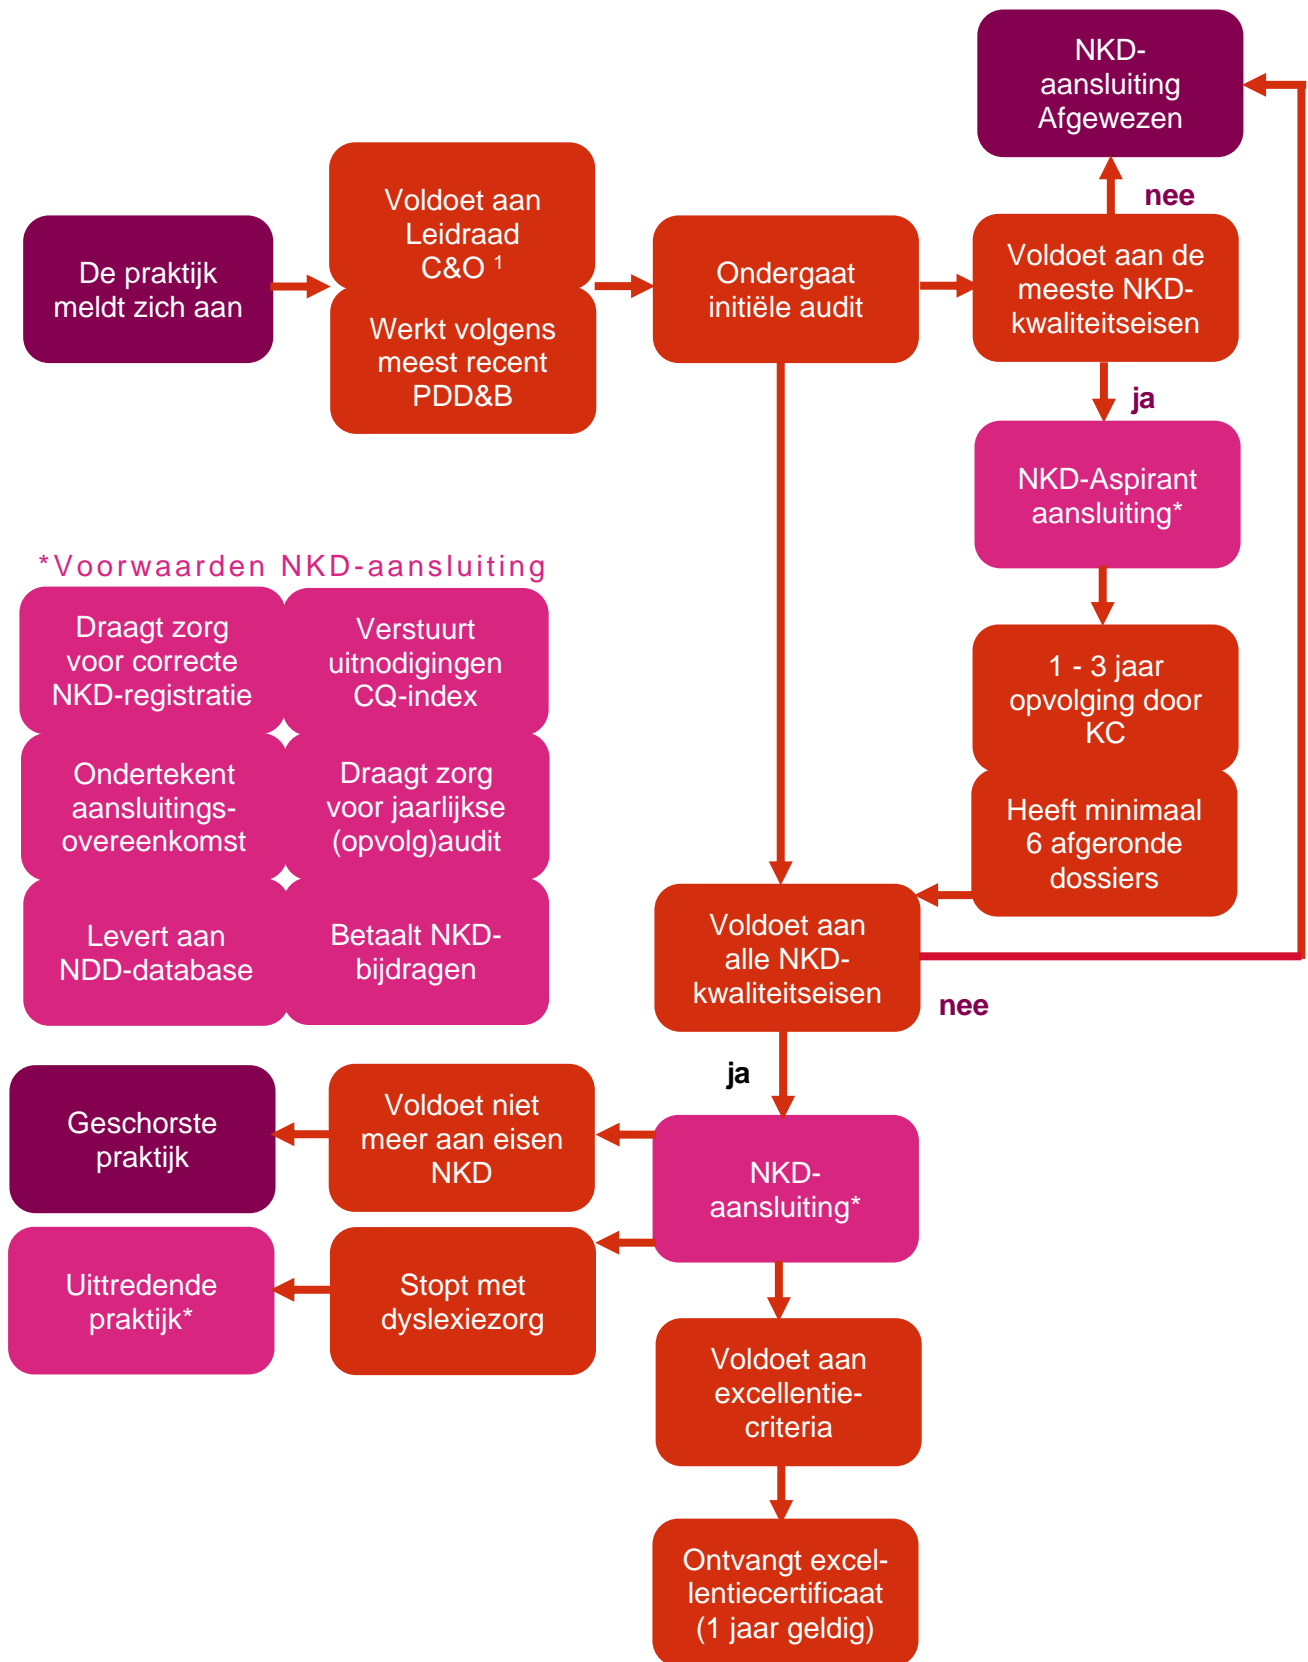 NKD-
aansluiting
Afgewezen
nee
De praktijk
meldt zich aan
Voldoet aan
Leidraad
C&O ¹
Werkt volgens
meest recent
PDD&B
Ondergaat
initiële audit
Voldoet aan de
meeste NKD-
kwaliteitseisen
ja
NKD-Aspirant
aansluiting*
1 - 3 jaar
opvolging door
KC
Heeft minimaal
6 afgeronde
dossiers
*Voorwaarden NKD-aansluiting
Draagt zorg
voor correcte
NKD-registratie
Verstuurt
uitnodigingen
CQ-index
Ondertekent
aansluitings-
overeenkomst
Draagt zorg
voor jaarlijkse
(opvolg)audit
Levert aan
NDD-database
Betaalt NKD-
bijdragen
Voldoet aan
alle NKD-
kwaliteitseisen
nee
ja
Geschorste
praktijk
Voldoet niet
meer aan eisen
NKD
NKD-
aansluiting*
Uittredende
praktijk*
Stopt met
dyslexiezorg
Voldoet aan
excellentie-
criteria
Ontvangt excel-
lentiecertificaat
(1 jaar geldig)